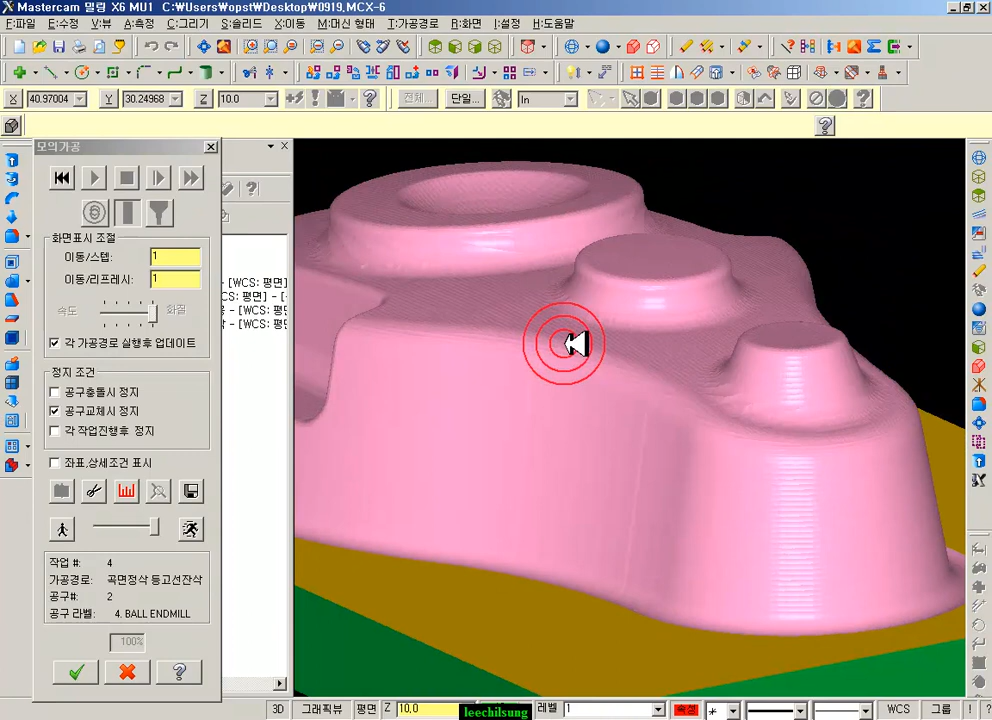 Mastercam 밀링 X6 MU1 C:₩Users₩opst₩Desktop₩0919,MCX-6
F:파일 E:수정 V:뷰 A:측정 C:그리기 S:솔리드 X:이동 M:머신 형태 T:가공경로 R:화면 I:설정 H:도움말
X 40.97004 Y 30.24968 Z 10.0 전체... 단일... In
모의가공
화면표시 조절
이동/스텝: 1
이동/리프레시: 1
속도 화질
각 가공경로 실행후 업데이트
정지 조건
공구충돌시 정지
공구교체시 정지
각 작업진행후 정지
좌표,상세조건 표시
작업 #: 4
가공경로: 곡면정삭 등고선잔삭
공구#: 2
공구 라벨: 4. BALL ENDMILL
100%
- [WCS: 평면] - [
CS: 평면] - [
- [WCS: 평면
- [WCS: 평면
3D 그래픽뷰 평면 Z 10,0 레벨 1 속성 WCS 그룹 ! ?
leechilsung